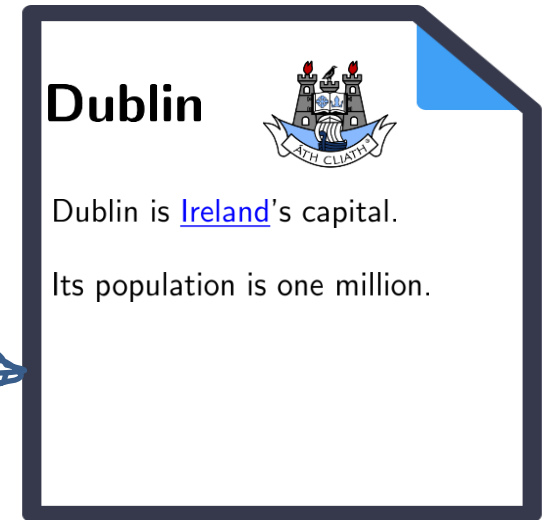 Dublin
ÁTH CLIATH
Dublin is Ireland's capital.
Its population is one million.